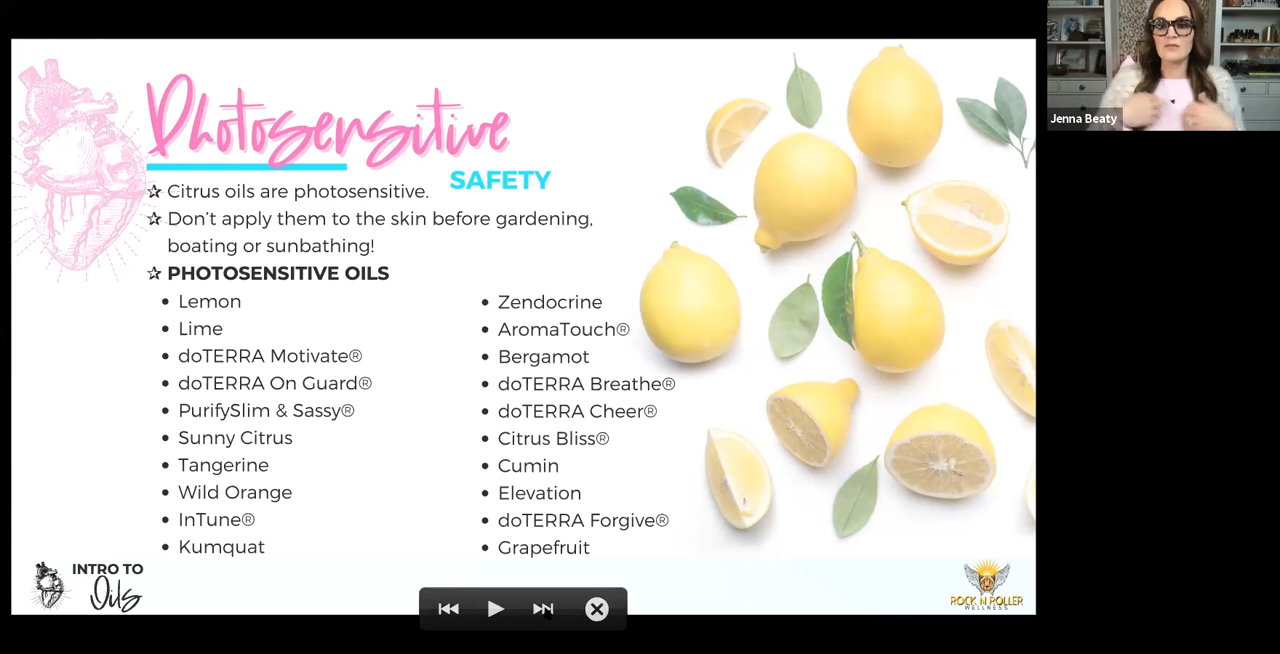 Photosensitive
SAFETY
☆ Citrus oils are photosensitive.
☆ Don't apply them to the skin before gardening,
boating or sunbathing!
☆ PHOTOSENSITIVE OILS
• Lemon
• Lime
• doTERRA Motivate®
• doTERRA On Guard®
• PurifySlim & Sassy®
• Sunny Citrus
• Tangerine
• Wild Orange
• InTune®
• Kumquat
• Zendocrine
• AromaTouch®
• Bergamot
• doTERRA Breathe®
• doTERRA Cheer®
• Citrus Bliss®
• Cumin
• Elevation
• doTERRA Forgive®
• Grapefruit
INTRO TO
Oils
ROCK N ROLLER
WELLNESS
Jenna Beaty